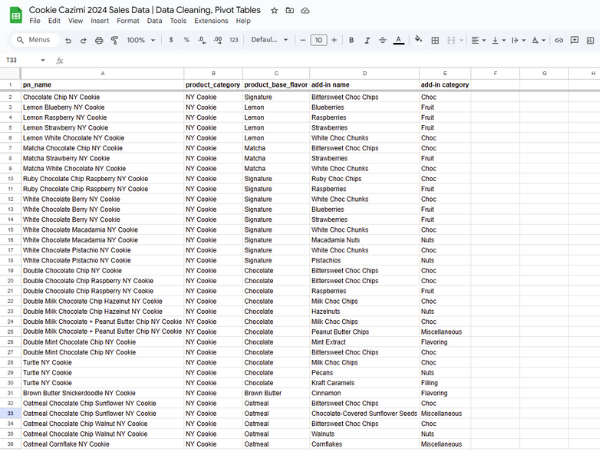 Cookie Cazimi 2024 Sales Data | Data Cleaning, Pivot Tables
File Edit View Insert Format Data Tools Extensions Help
Menus 100% $ % .0 .00 123 Defaul... 10 B I A
T33 fx
A B C D E F G H
1 pn_name product_category product_base_flavor add-in name add-in category
2 Chocolate Chip NY Cookie NY Cookie Signature Bittersweet Choc Chips Choc
3 Lemon Blueberry NY Cookie NY Cookie Lemon Blueberries Fruit
4 Lemon Raspberry NY Cookie NY Cookie Lemon Raspberries Fruit
5 Lemon Strawberry NY Cookie NY Cookie Lemon Strawberries Fruit
6 Lemon White Chocolate NY Cookie NY Cookie Lemon White Choc Chunks Choc
7 Matcha Chocolate Chip NY Cookie NY Cookie Matcha Bittersweet Choc Chips Choc
8 Matcha Strawberry NY Cookie NY Cookie Matcha Strawberries Fruit
9 Matcha White Chocolate NY Cookie NY Cookie Matcha White Choc Chunks Choc
10 Ruby Chocolate Chip Raspberry NY Cookie NY Cookie Signature Ruby Choc Chips Choc
11 Ruby Chocolate Chip Raspberry NY Cookie NY Cookie Signature Raspberries Fruit
12 White Chocolate Berry NY Cookie NY Cookie Signature White Choc Chunks Choc
13 White Chocolate Berry NY Cookie NY Cookie Signature Blueberries Fruit
14 White Chocolate Berry NY Cookie NY Cookie Signature Strawberries Fruit
15 White Chocolate Macadamia NY Cookie NY Cookie Signature White Choc Chunks Choc
16 White Chocolate Macadamia NY Cookie NY Cookie Signature Macadamia Nuts Nuts
17 White Chocolate Pistachio NY Cookie NY Cookie Signature White Choc Chunks Choc
18 White Chocolate Pistachio NY Cookie NY Cookie Signature Pistachios Nuts
19 Double Chocolate Chip NY Cookie NY Cookie Chocolate Bittersweet Choc Chips Choc
20 Double Chocolate Chip Raspberry NY Cookie NY Cookie Chocolate Bittersweet Choc Chips Choc
21 Double Chocolate Chip Raspberry NY Cookie NY Cookie Chocolate Raspberries Fruit
22 Double Milk Chocolate Chip Hazelnut NY Cookie NY Cookie Chocolate Milk Choc Chips Choc
23 Double Milk Chocolate Chip Hazelnut NY Cookie NY Cookie Chocolate Hazelnuts Nuts
24 Double Milk Chocolate + Peanut Butter Chip NY Cookie NY Cookie Chocolate Milk Choc Chips Choc
25 Double Milk Chocolate + Peanut Butter Chip NY Cookie NY Cookie Chocolate Peanut Butter Chips Miscellaneous
26 Double Mint Chocolate Chip NY Cookie NY Cookie Chocolate Mint Extract Flavoring
27 Double Mint Chocolate Chip NY Cookie NY Cookie Chocolate Bittersweet Choc Chips Choc
28 Turtle NY Cookie NY Cookie Chocolate Milk Choc Chips Choc
29 Turtle NY Cookie NY Cookie Chocolate Pecans Nuts
30 Turtle NY Cookie NY Cookie Chocolate Kraft Caramels Filling
31 Brown Butter Snickerdoodle NY Cookie NY Cookie Brown Butter Cinnamon Flavoring
32 Oatmeal Chocolate Chip Sunflower NY Cookie NY Cookie Oatmeal Bittersweet Choc Chips Choc
33 Oatmeal Chocolate Chip Sunflower NY Cookie NY Cookie Oatmeal Chocolate-Covered Sunflower Seeds Miscellaneous
34 Oatmeal Chocolate Chip Walnut NY Cookie NY Cookie Oatmeal Bittersweet Choc Chips Choc
35 Oatmeal Chocolate Chip Walnut NY Cookie NY Cookie Oatmeal Walnuts Nuts
36 Oatmeal Cornflake NY Cookie NY Cookie Oatmeal Cornflakes Miscellaneous